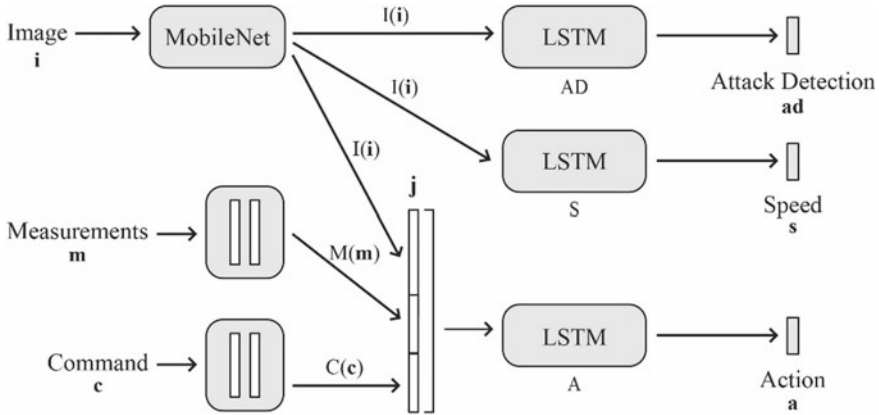 Image
i
MobileNet
I(i)
LSTM
AD
Attack Detection
ad
I(i)
I(i)
LSTM
S
Speed
s
j
Measurements
m
M(m)
LSTM
A
Action
a
Command
c
C(c)